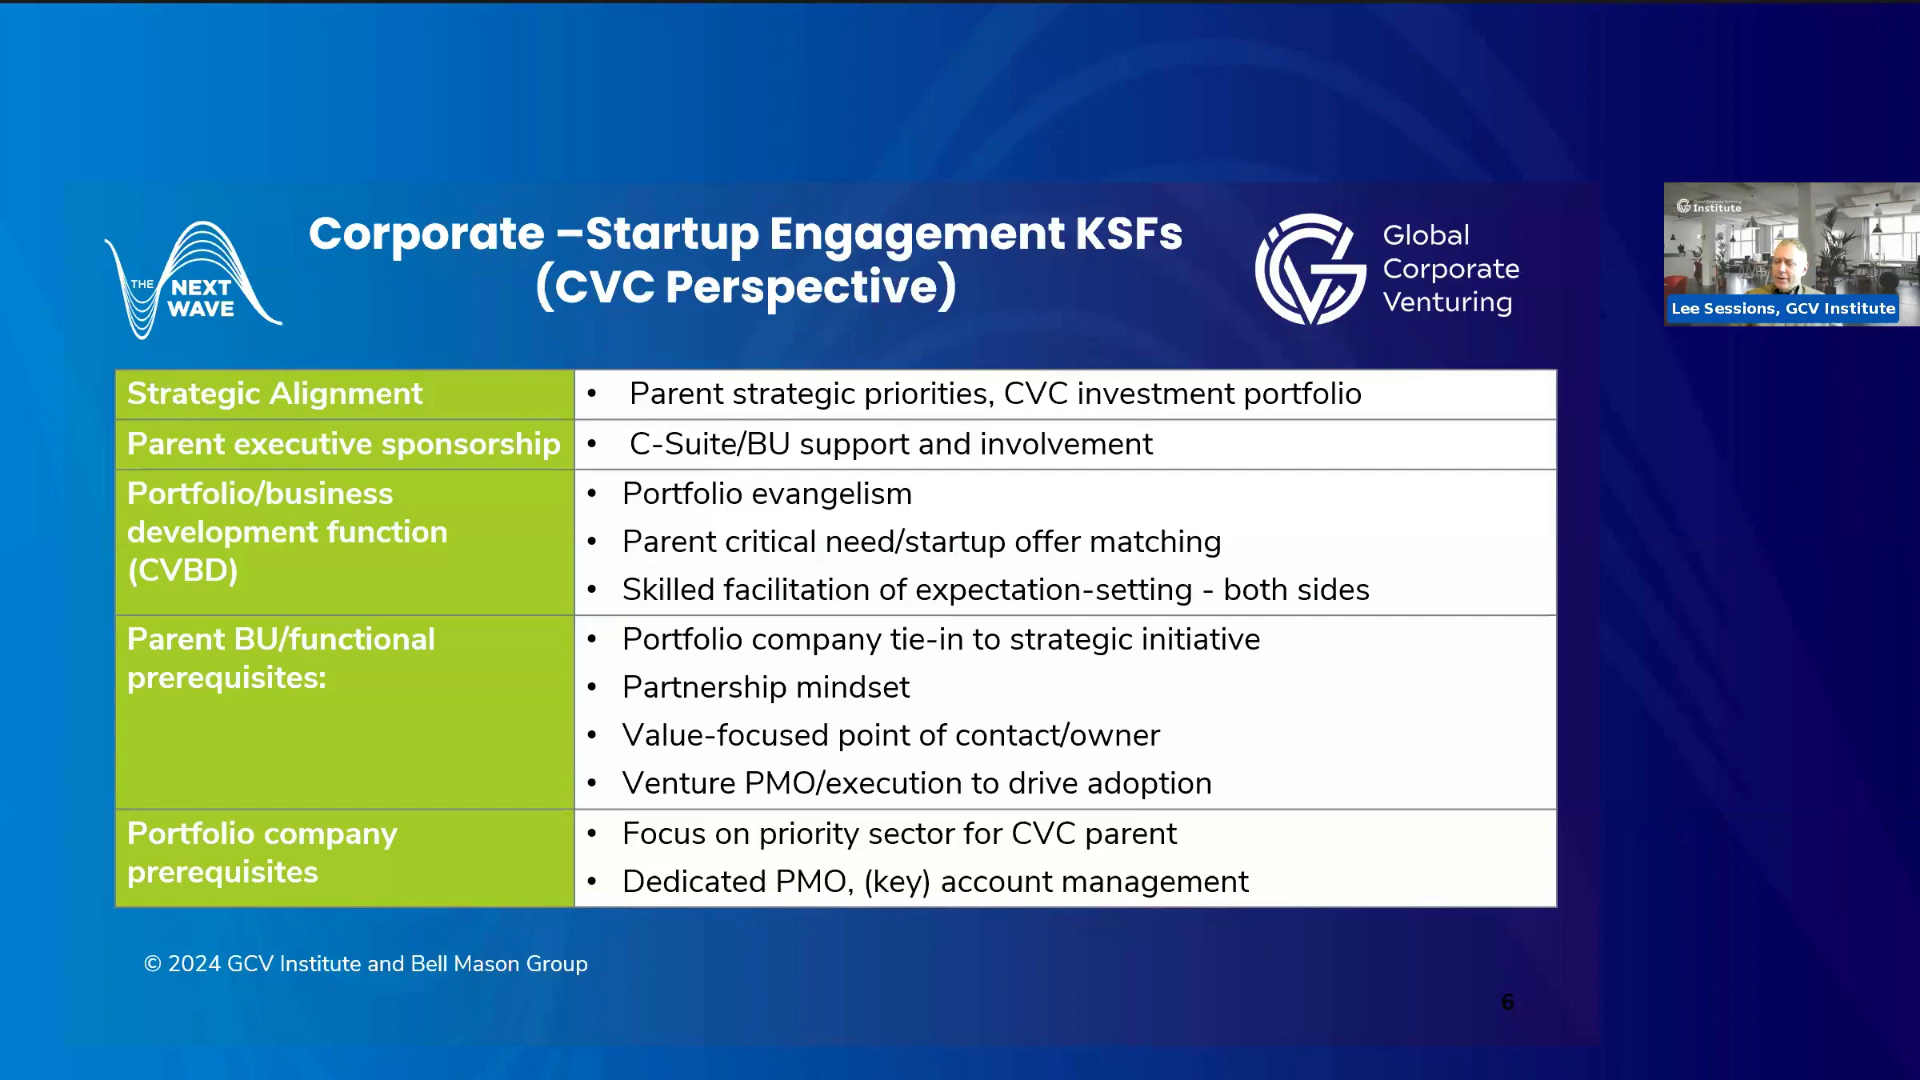 Corporate –Startup Engagement KSFs
(CVC Perspective)
THE NEXT
WAVE
Global
Corporate
Venturing
Institute
Lee Sessions, GCV Institute
Strategic Alignment
• Parent strategic priorities, CVC investment portfolio
Parent executive sponsorship
• C-Suite/BU support and involvement
Portfolio/business
development function
(CVBD)
• Portfolio evangelism
• Parent critical need/startup offer matching
• Skilled facilitation of expectation-setting - both sides
Parent BU/functional
prerequisites:
• Portfolio company tie-in to strategic initiative
• Partnership mindset
• Value-focused point of contact/owner
• Venture PMO/execution to drive adoption
Portfolio company
prerequisites
• Focus on priority sector for CVC parent
• Dedicated PMO, (key) account management
© 2024 GCV Institute and Bell Mason Group
6